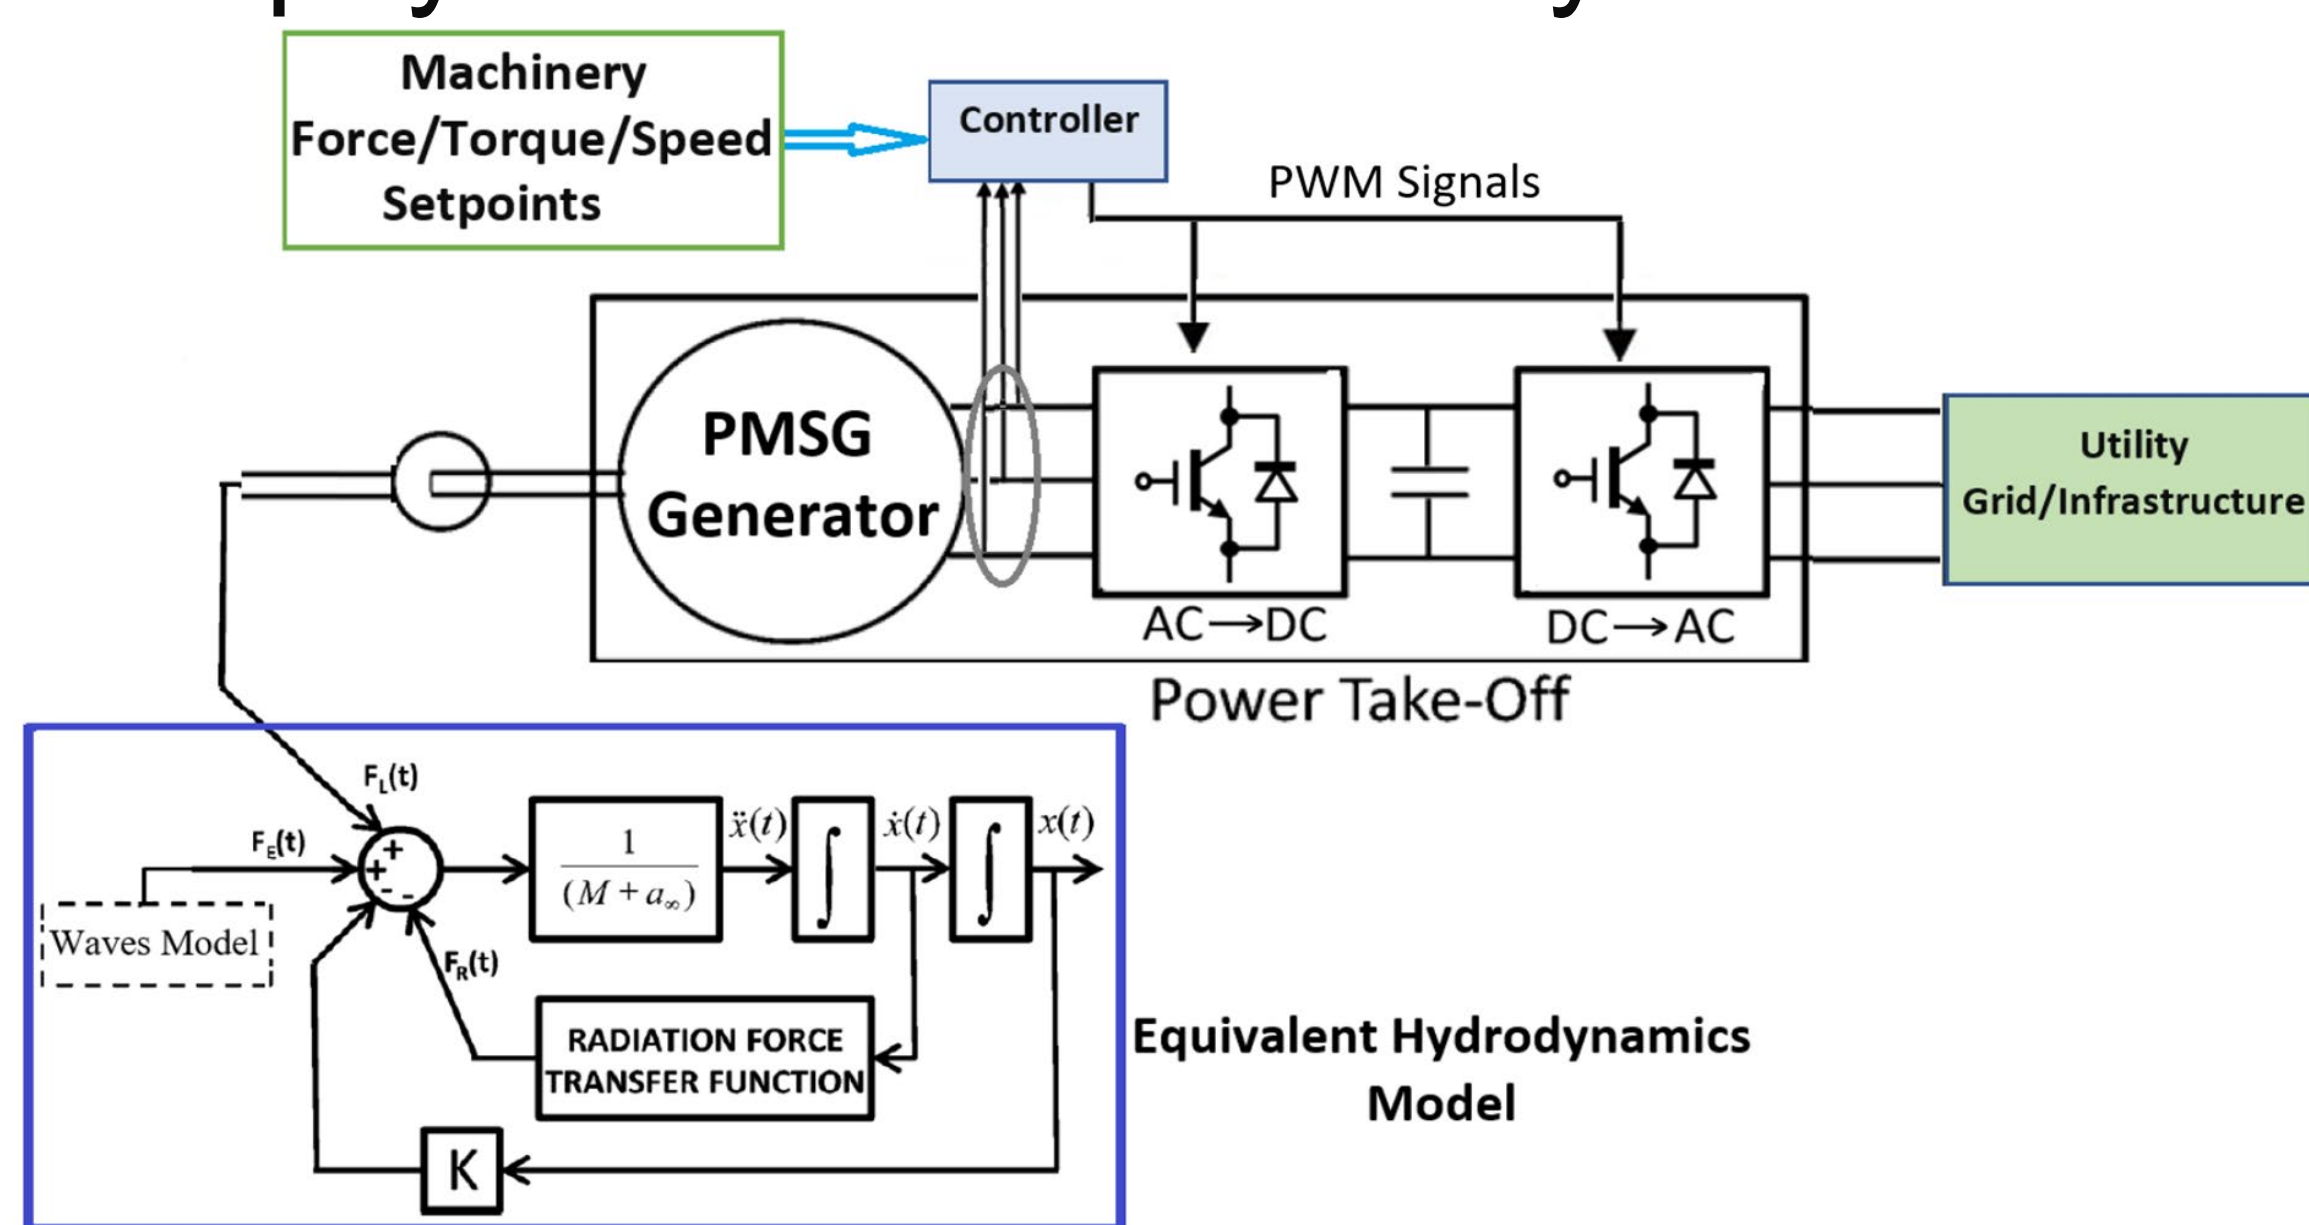 Machinery
Force/Torque/Speed
Setpoints
Controller
PWM Signals
PMSG
Generator
AC→DC
DC→AC
Utility
Grid/Infrastructure
Power Take-Off
F_L(t)
F_E(t)
+
+
-
-
Waves Model
1
(M + a_∞)
ẍ(t)
∫
ẋ(t)
∫
x(t)
F_R(t)
RADIATION FORCE
TRANSFER FUNCTION
K
Equivalent Hydrodynamics
Model